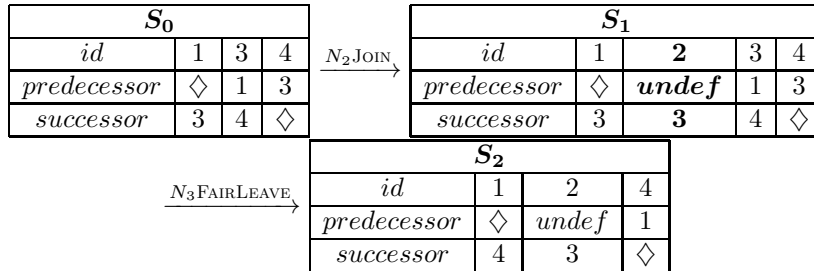 S₀
id 1 3 4
predecessor ◇ 1 3
successor 3 4 ◇
N₂JOIN
S₁
id 1 2 3 4
predecessor ◇ undef 1 3
successor 3 3 4 ◇
N₃FAIRLEAVE
S₂
id 1 2 4
predecessor ◇ undef 1
successor 4 3 ◇